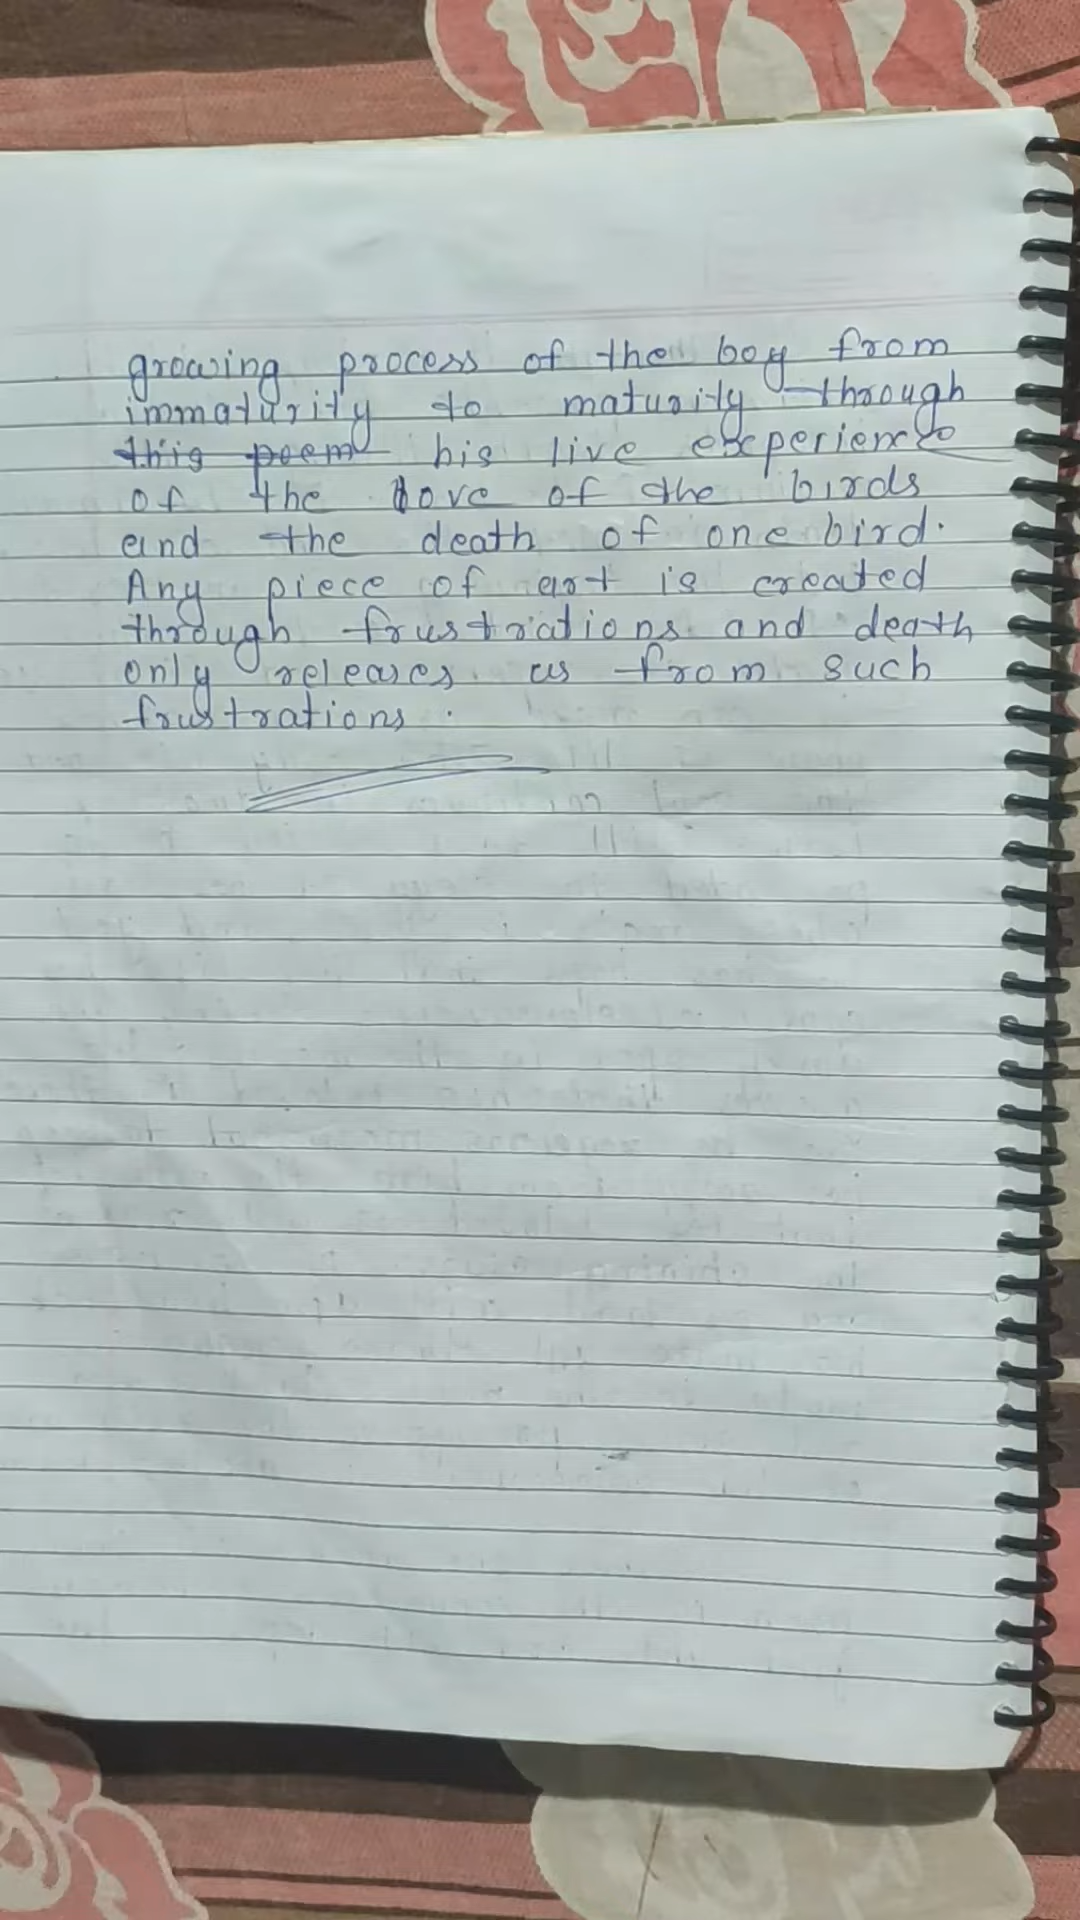 growing process of the boy from
immaturity to maturity through
this poem his live experience
of the love of the birds
and the death of one bird.
Any piece of art is created
through frustrations and death
only releases us from such
frustrations.